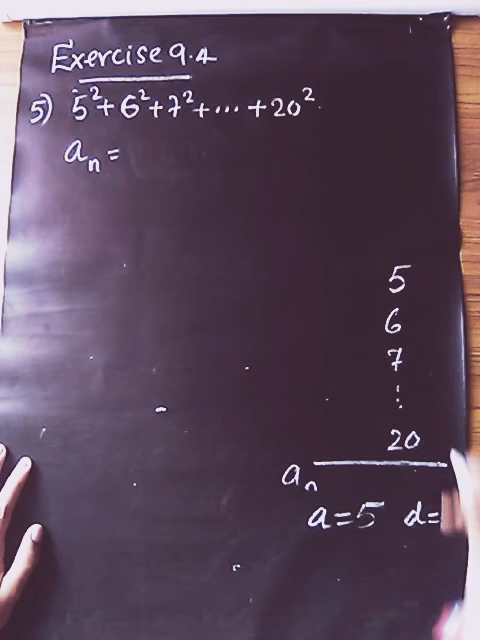 Exercise 9.4
5) 5²+6²+7²+...+20²
aₙ =
5
6
7
⋮
20
aₙ
a=5 d=